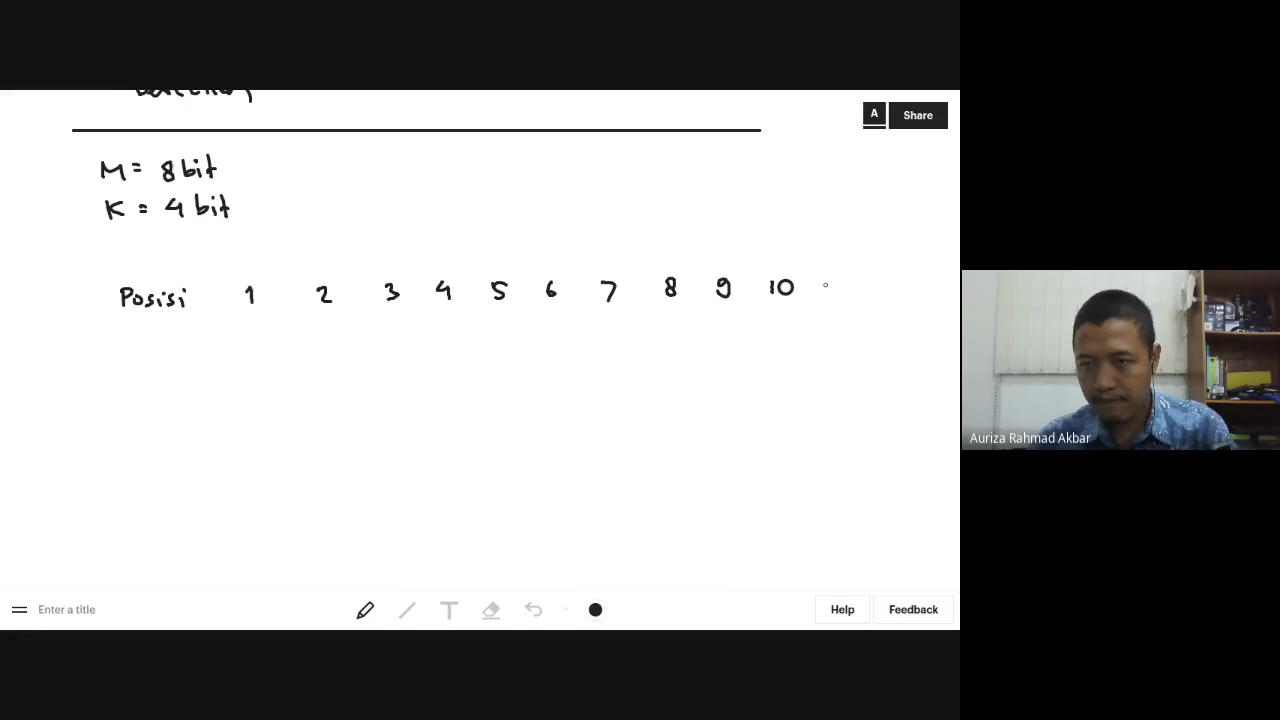 A
Share
M = 8 bit
K = 4 bit
Posisi 1 2 3 4 5 6 7 8 9 10
Auriza Rahmad Akbar
Enter a title
T
Help
Feedback